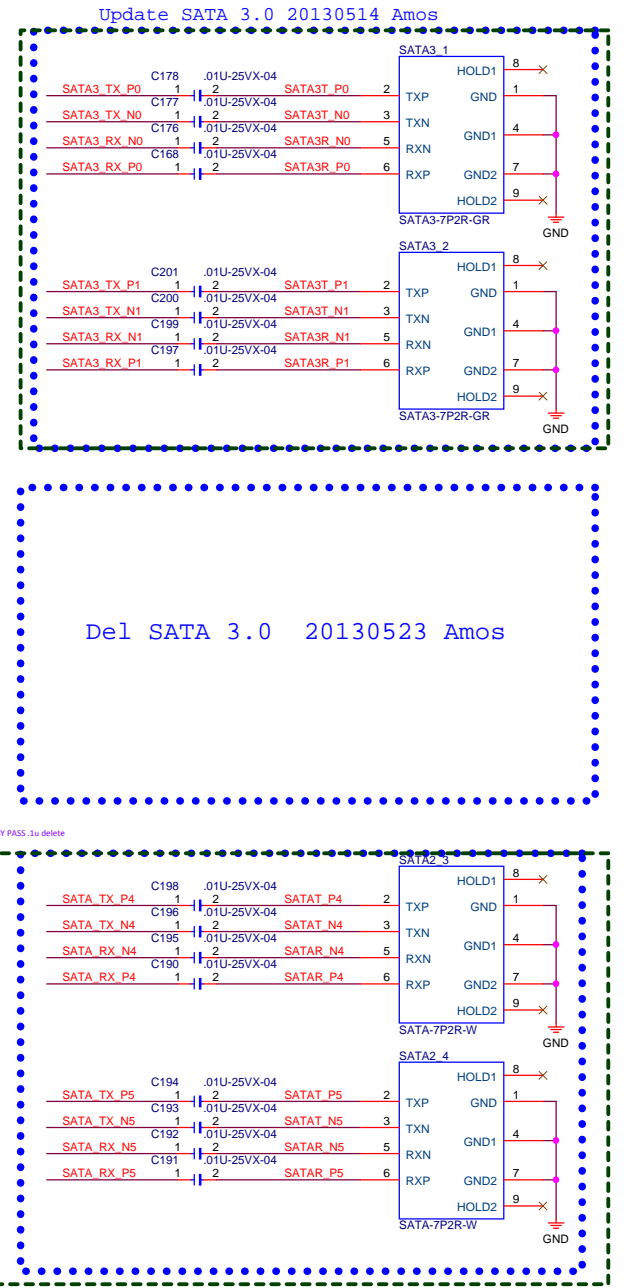 Update SATA 3.0 20130514 Amos
SATA3_1
C178 .01U-25VX-04 HOLD1 8
SATA3_TX_P0 1 2 SATA3T_P0 2 TXP GND 1
C177 .01U-25VX-04
SATA3_TX_N0 1 2 SATA3T_N0 3 TXN
C176 .01U-25VX-04 GND1 4
SATA3_RX_N0 1 2 SATA3R_N0 5 RXN
C168 .01U-25VX-04
SATA3_RX_P0 1 2 SATA3R_P0 6 RXP GND2 7
HOLD2 9
SATA3-7P2R-GR
GND
SATA3_2
C201 .01U-25VX-04 HOLD1 8
SATA3_TX_P1 1 2 SATA3T_P1 2 TXP GND 1
C200 .01U-25VX-04
SATA3_TX_N1 1 2 SATA3T_N1 3 TXN
C199 .01U-25VX-04 GND1 4
SATA3_RX_N1 1 2 SATA3R_N1 5 RXN
C197 .01U-25VX-04
SATA3_RX_P1 1 2 SATA3R_P1 6 RXP GND2 7
HOLD2 9
SATA3-7P2R-GR
GND
Del SATA 3.0 20130523 Amos
PASS .1u delete
SATA2_3
C198 .01U-25VX-04 HOLD1 8
SATA_TX_P4 1 2 SATAT_P4 2 TXP GND 1
C196 .01U-25VX-04
SATA_TX_N4 1 2 SATAT_N4 3 TXN
C195 .01U-25VX-04 GND1 4
SATA_RX_N4 1 2 SATAR_N4 5 RXN
C190 .01U-25VX-04
SATA_RX_P4 1 2 SATAR_P4 6 RXP GND2 7
HOLD2 9
SATA-7P2R-W
GND
SATA2_4
C194 .01U-25VX-04 HOLD1 8
SATA_TX_P5 1 2 SATAT_P5 2 TXP GND 1
C193 .01U-25VX-04
SATA_TX_N5 1 2 SATAT_N5 3 TXN
C192 .01U-25VX-04 GND1 4
SATA_RX_N5 1 2 SATAR_N5 5 RXN
C191 .01U-25VX-04
SATA_RX_P5 1 2 SATAR_P5 6 RXP GND2 7
HOLD2 9
SATA-7P2R-W
GND